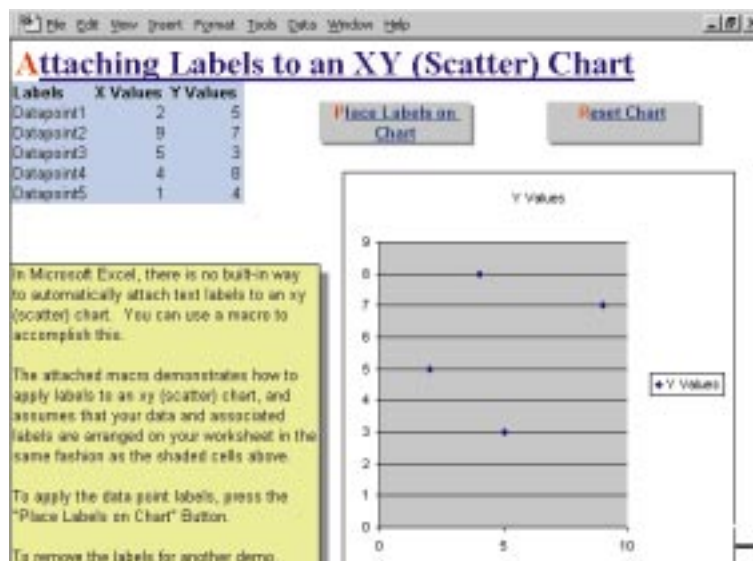 File Edit View Insert Format Tools Data Window Help
Attaching Labels to an XY (Scatter) Chart
Labels X Values Y Values
Datapoint1 2 5
Datapoint2 9 7
Datapoint3 5 3
Datapoint4 4 8
Datapoint5 1 4
Place Labels on
Chart
Reset Chart
In Microsoft Excel, there is no built-in way
to automatically attach text labels to an xy
(scatter) chart. You can use a macro to
accomplish this.
The attached macro demonstrates how to
apply labels to an xy (scatter) chart, and
assumes that your data and associated
labels are arranged on your worksheet in the
same fashion as the shaded cells above.
To apply the data point labels, press the
"Place Labels on Chart" Button.
To remove the labels for another demo,
Y Values
9
8
7
6
5
4
3
2
1
0
0 5 10
Y Values